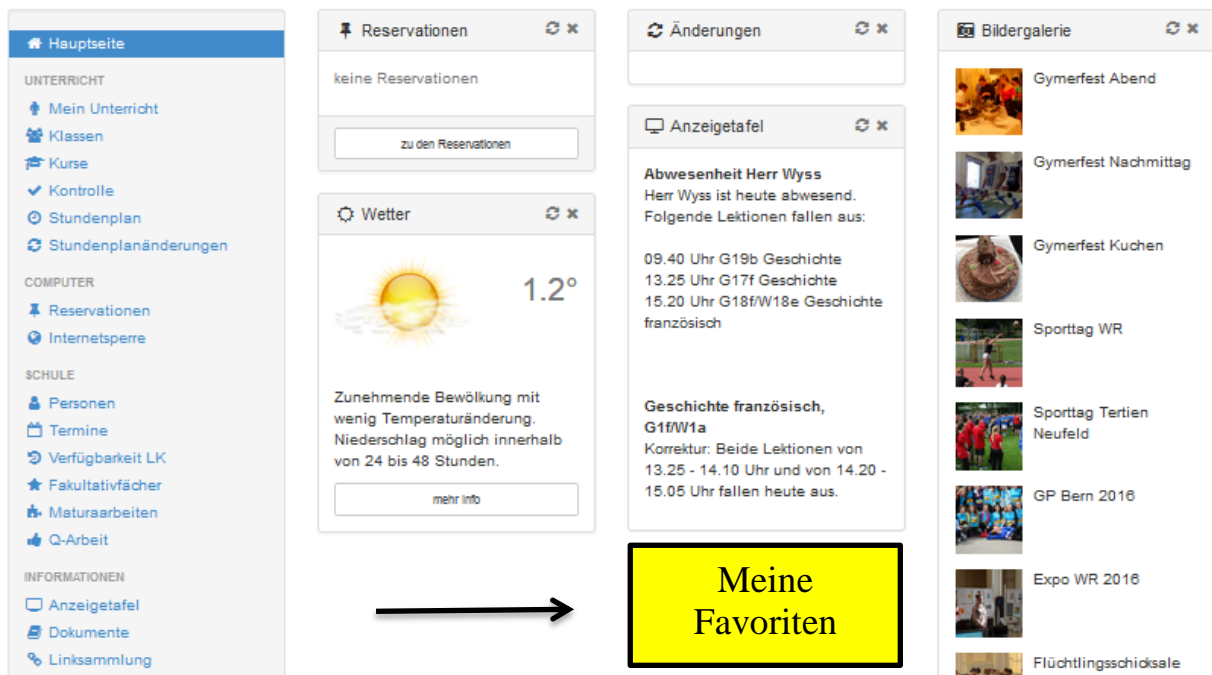 Hauptseite
UNTERRICHT
Mein Unterricht
Klassen
Kurse
Kontrolle
Stundenplan
Stundenplanänderungen
COMPUTER
Reservationen
Internetsperre
SCHULE
Personen
Termine
Verfügbarkeit LK
Fakultativfächer
Maturaarbeiten
Q-Arbeit
INFORMATIONEN
Anzeigetafel
Dokumente
Linksammlung
Reservationen
keine Reservationen
zu den Reservationen
Wetter
1.2°
Zunehmende Bewölkung mit
wenig Temperaturänderung.
Niederschlag möglich innerhalb
von 24 bis 48 Stunden.
mehr Info
Änderungen
Anzeigetafel
Abwesenheit Herr Wyss
Herr Wyss ist heute abwesend.
Folgende Lektionen fallen aus:
09.40 Uhr G19b Geschichte
13.25 Uhr G17f Geschichte
15.20 Uhr G18f/W18e Geschichte
französisch
Geschichte französisch,
G1f/W1a
Korrektur: Beide Lektionen von
13.25 - 14.10 Uhr und von 14.20 -
15.05 Uhr fallen heute aus.
Meine
Favoriten
Bildergalerie
Gymerfest Abend
Gymerfest Nachmittag
Gymerfest Kuchen
Sporttag WR
Sporttag Tertien
Neufeld
GP Bern 2016
Expo WR 2016
Flüchtlingsschicksale